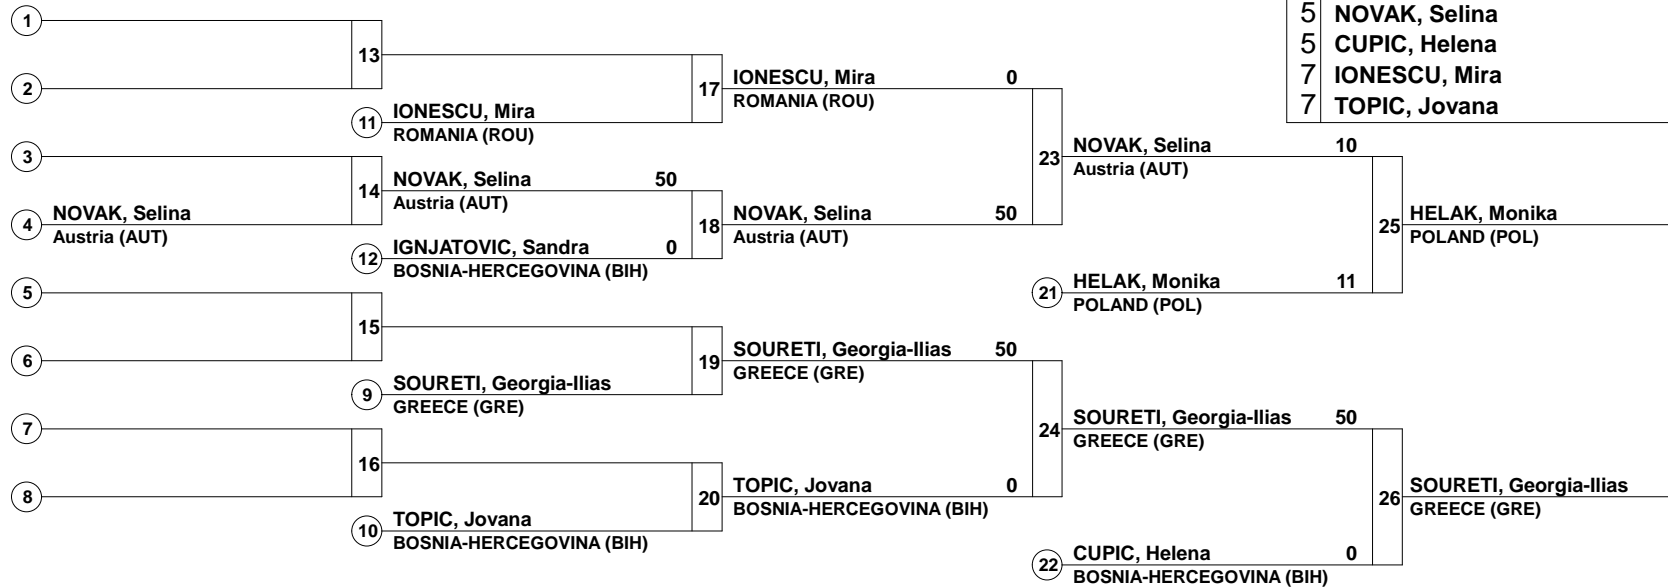 1
5 NOVAK, Selina
5 CUPIC, Helena
13
IONESCU, Mira 0
7 IONESCU, Mira
2
17
ROMANIA (ROU)
7 TOPIC, Jovana
IONESCU, Mira
11
ROMANIA (ROU)
3
NOVAK, Selina 10
23
Austria (AUT)
NOVAK, Selina 50
14
Austria (AUT)
NOVAK, Selina
4
Austria (AUT)
NOVAK, Selina 50
18
Austria (AUT)
HELAK, Monika
25
POLAND (POL)
IGNJATOVIC, Sandra 0
12
BOSNIA-HERCEGOVINA (BIH)
5
HELAK, Monika 11
21
POLAND (POL)
15
SOURETI, Georgia-Ilias 50
6
19
GREECE (GRE)
SOURETI, Georgia-Ilias
9
GREECE (GRE)
7
SOURETI, Georgia-Ilias 50
24
GREECE (GRE)
16
TOPIC, Jovana 0
8
20
BOSNIA-HERCEGOVINA (BIH)
SOURETI, Georgia-Ilias
26
GREECE (GRE)
TOPIC, Jovana
10
BOSNIA-HERCEGOVINA (BIH)
CUPIC, Helena 0
22
BOSNIA-HERCEGOVINA (BIH)